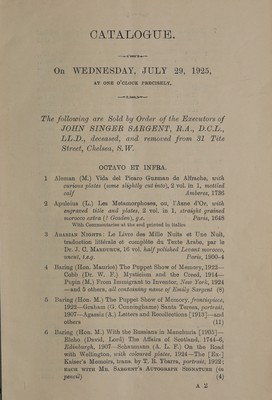 CATALOGUE.
On WEDNESDAY, JULY 29, 1925,
AT ONE O'CLOCK PRECISELY,
The following are Sold by Order of the Executors of
JOHN SINGER SARGENT, R.A., D.C.L.,
LL.D., deceased, and removed from 31 Tite
Street, Chelsea, S.W.
OCTAVO ET INFRA.
1 Aleman (M.) Vida del Picaro Guzman de Alfrache, with
curious plates (some slightly cut into), 2 vol. in 1, mottled
calf Amberes, 1736
2 Apuleius (L.) Les Metamorphoses, ou, l'Asne d'Or, with
engraved title and plates, 2 vol. in 1, straight grained
morocco extra (? Gaudon), g.e. Paris, 1648
With Commentaries at the end printed in italics
3 ARABIAN NIGHTS: Le Livre des Mille Nuits et Une Nuit,
traduction littérale et complète du Texte Arabe, par le
Dr. J. C. MARDRUS, 16 vol. half polished Levant morocco,
uncut, t.e.g. Paris, 1900-4
4 Baring (Hon. Maurice) The Puppet Show of Memory, 1922—
Cobb (Dr. W. F.) Mysticism and the Creed, 1914—
Pupin (M.) From Immigrant to Inventor, New York, 1924
—and 5 others, all containing name of Emily Sargent (8)
5 Baring (Hon. M.) The Puppet Show of Memory, frontispiece,
1922—Graham (G. Cunninghame) Santa Teresa, portrait,
1907—Agassiz (A.) Letters and Recollections [1913]—and
others (11)
6 Baring (Hon. M.) With the Russians in Manchuria [1905]—
Elcho (David, Lord) The Affairs of Scotland, 1744-6,
Edinburgh, 1907—Schaumann (A. L. F.) On the Road
with Wellington, with coloured plates, 1924—The [Ex-]
Kaiser's Memoirs, trans. by T. R. Ybarra, portrait, 1922;
EACH WITH MR. SARGENT'S AUTOGRAPH SIGNATURE (in
pencil) (4)
A 2